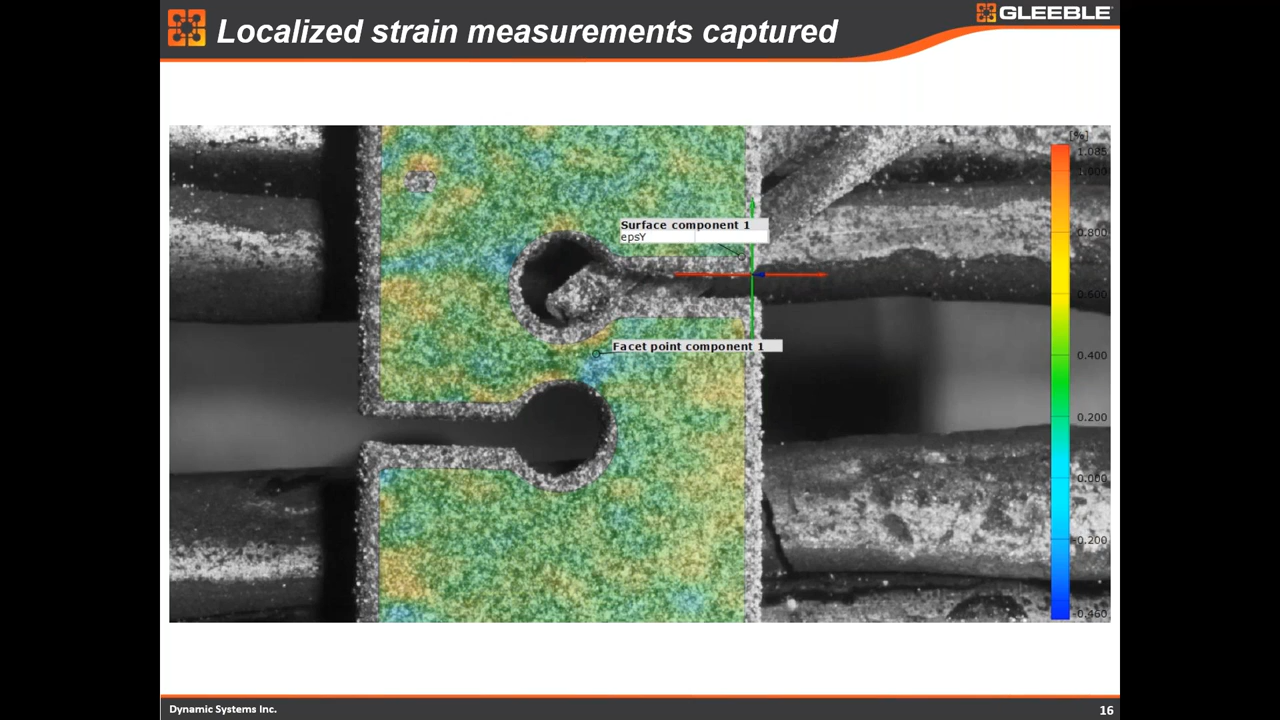 Localized strain measurements captured
GLEEBLE
[%]
1.085
1.000
0.800
0.600
0.400
0.200
0.000
-0.200
-0.460
Surface component 1
epsY
Facet point component 1
Dynamic Systems Inc.
16